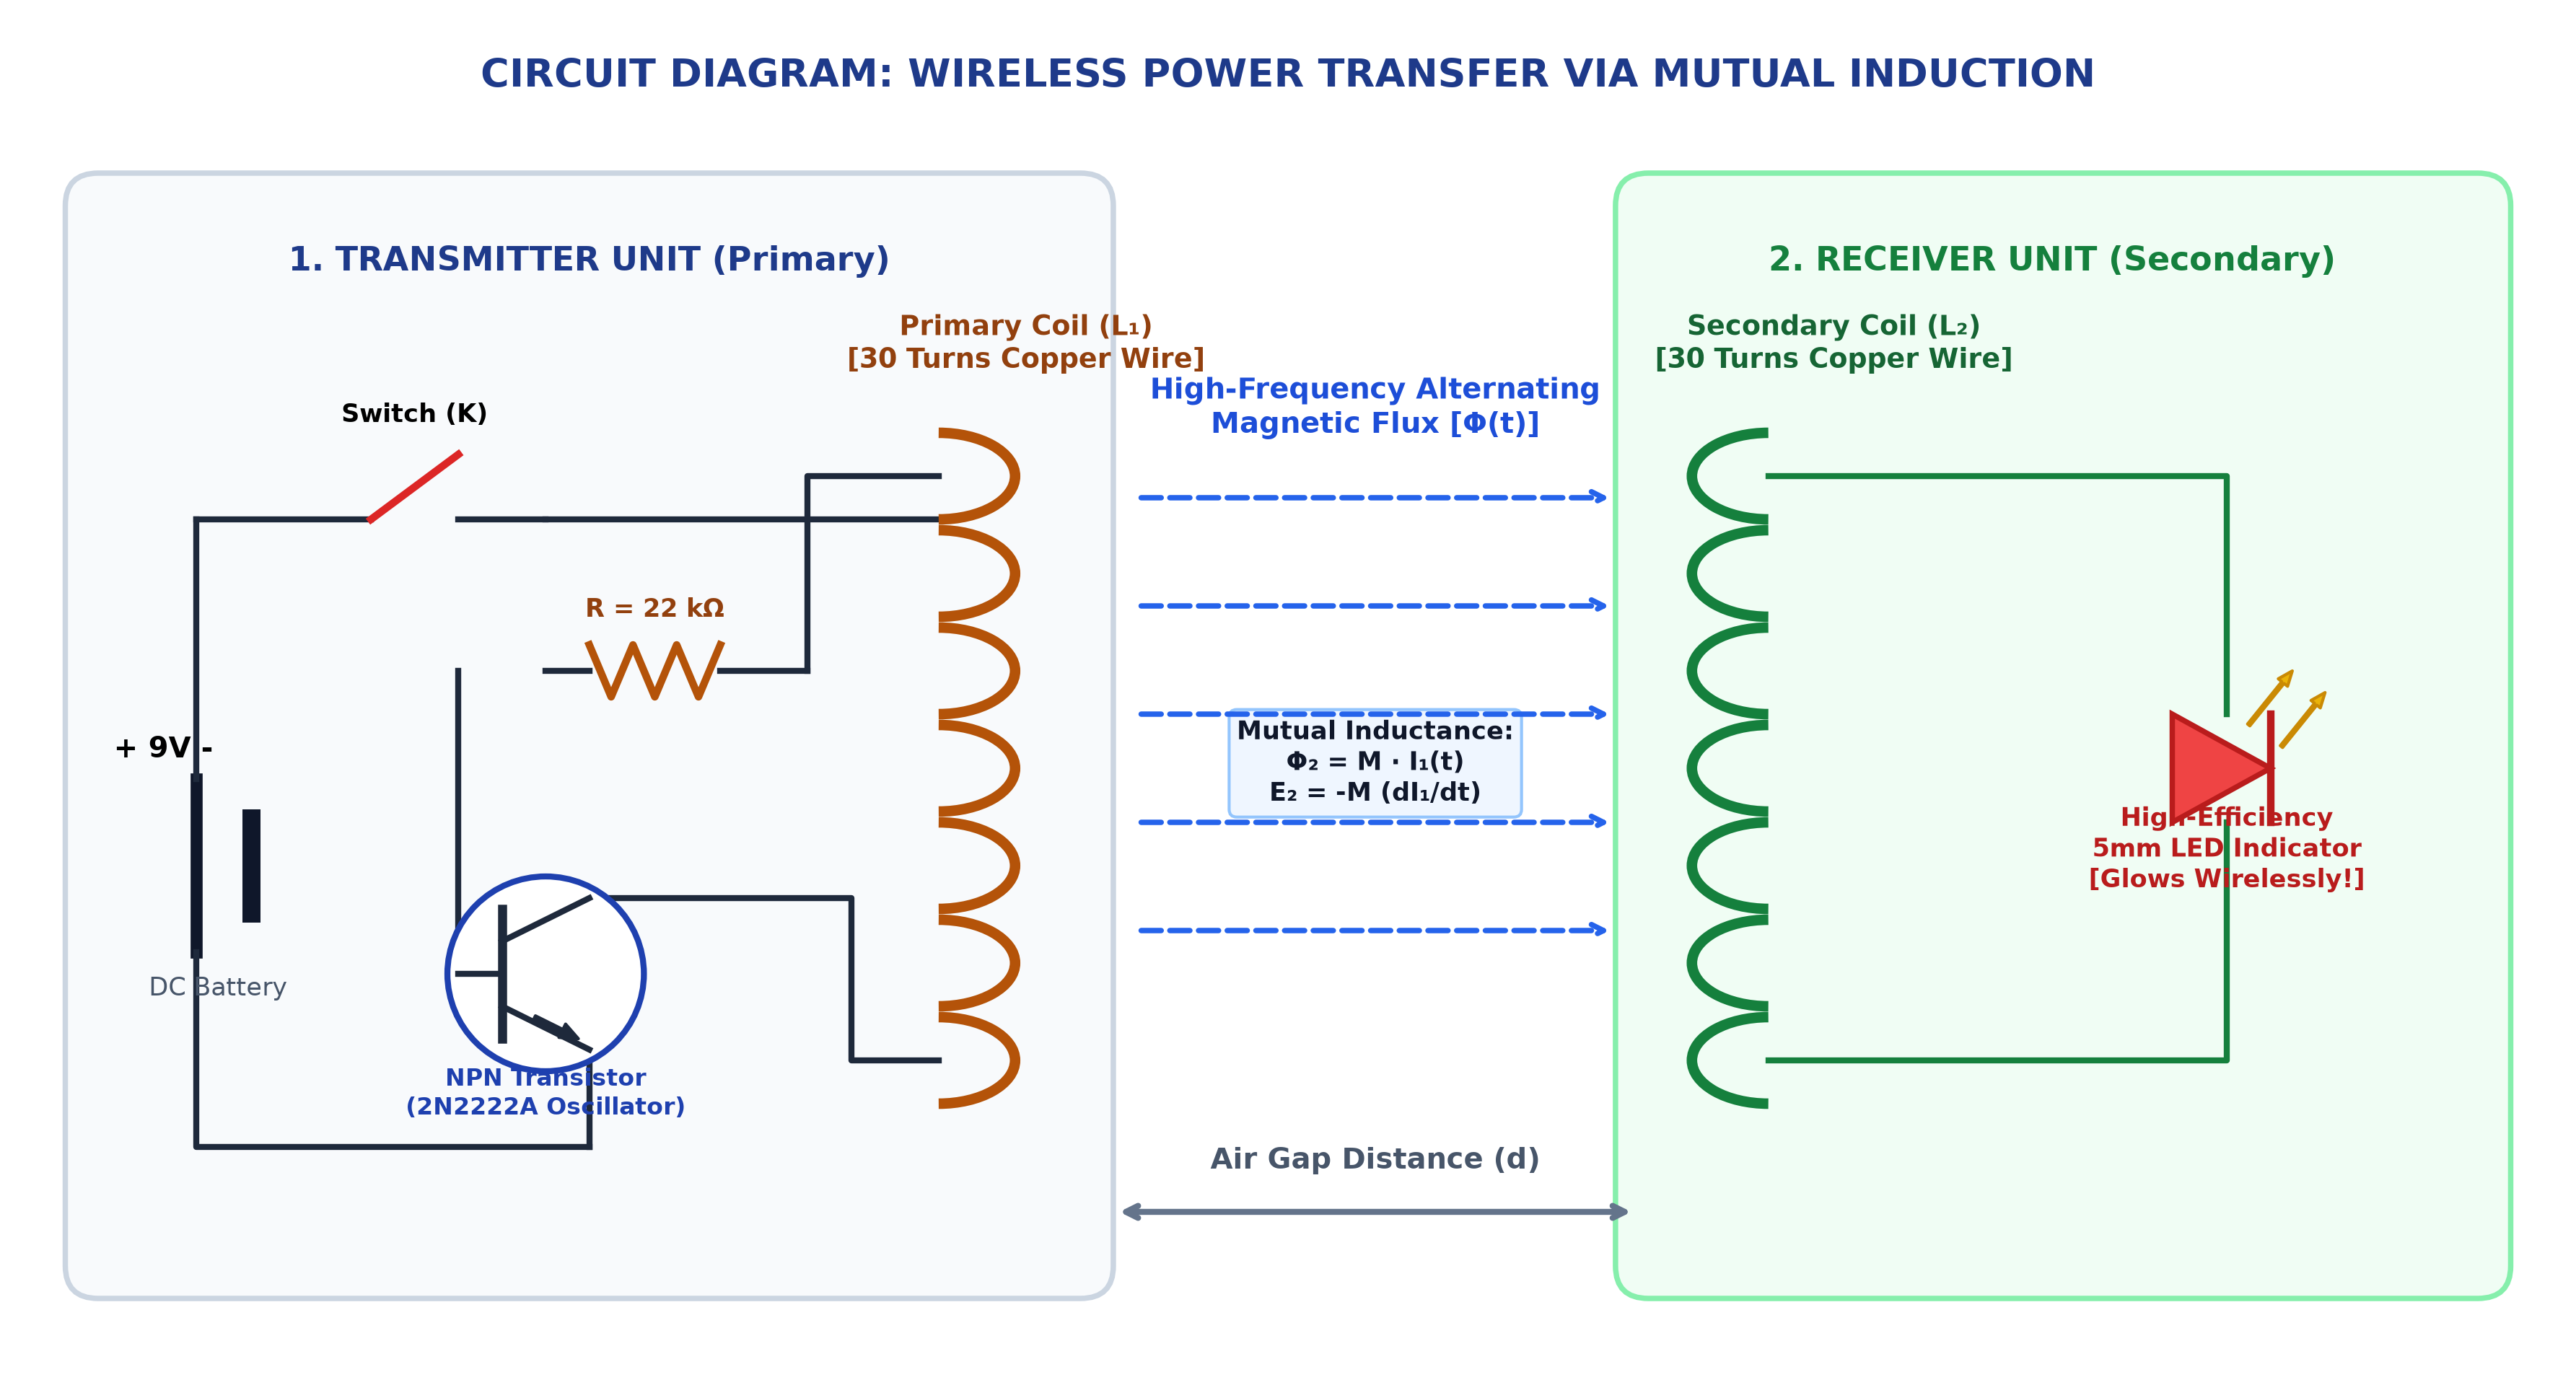 CIRCUIT DIAGRAM: WIRELESS POWER TRANSFER VIA MUTUAL INDUCTION
1. TRANSMITTER UNIT (Primary)
Primary Coil (L₁)
[30 Turns Copper Wire]
Switch (K)
R = 22 kΩ
+ 9V -
DC Battery
NPN Transistor
(2N2222A Oscillator)
High-Frequency Alternating
Magnetic Flux [Φ(t)]
Mutual Inductance:
Φ₂ = M · I₁(t)
E₂ = -M (dI₁/dt)
Air Gap Distance (d)
2. RECEIVER UNIT (Secondary)
Secondary Coil (L₂)
[30 Turns Copper Wire]
High-Efficiency
5mm LED Indicator
[Glows Wirelessly!]